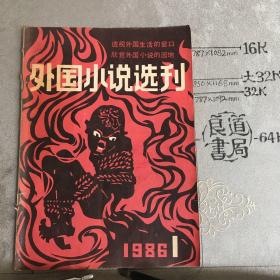 透视外国生活的窗口
欣赏外国小说的园地
外国小说选刊
1986 1
787×1092mm 16K
850×1168mm 大32K
787×1092mm 32K
良道
书局
64K